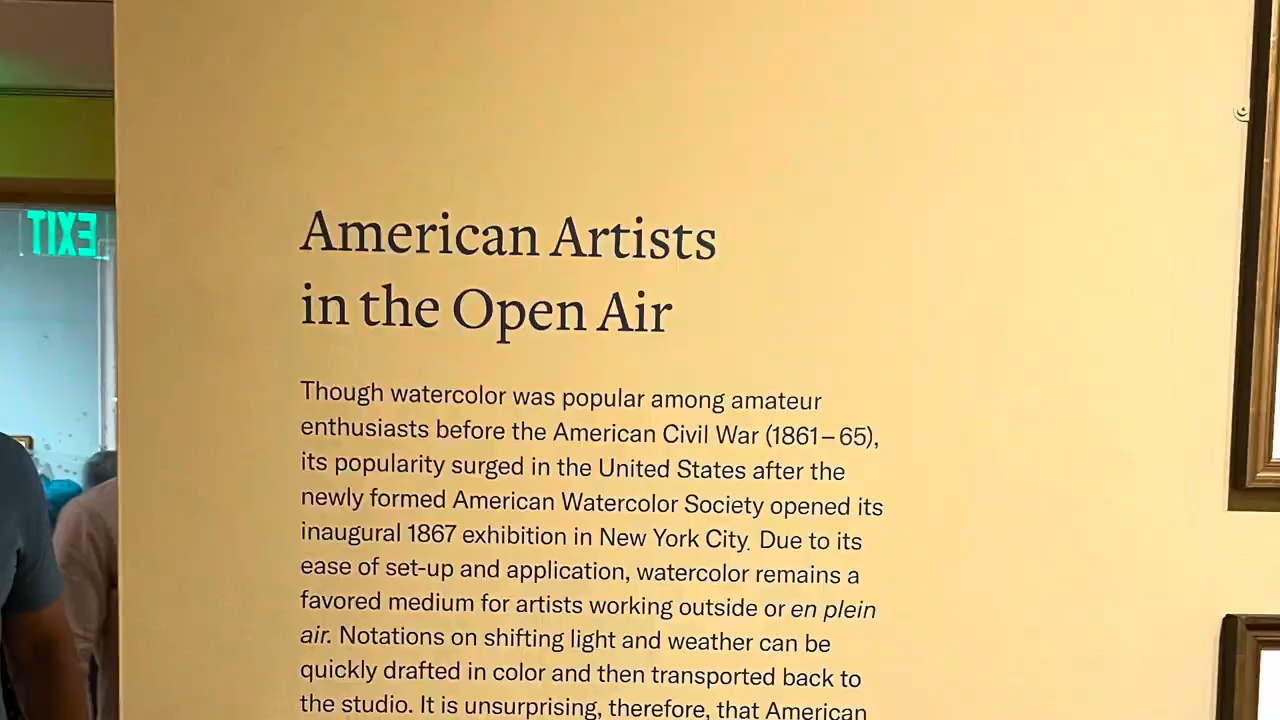 EXIT
American Artists
in the Open Air
Though watercolor was popular among amateur
enthusiasts before the American Civil War (1861–65),
its popularity surged in the United States after the
newly formed American Watercolor Society opened its
inaugural 1867 exhibition in New York City. Due to its
ease of set-up and application, watercolor remains a
favored medium for artists working outside or en plein
air. Notations on shifting light and weather can be
quickly drafted in color and then transported back to
the studio. It is unsurprising, therefore, that American